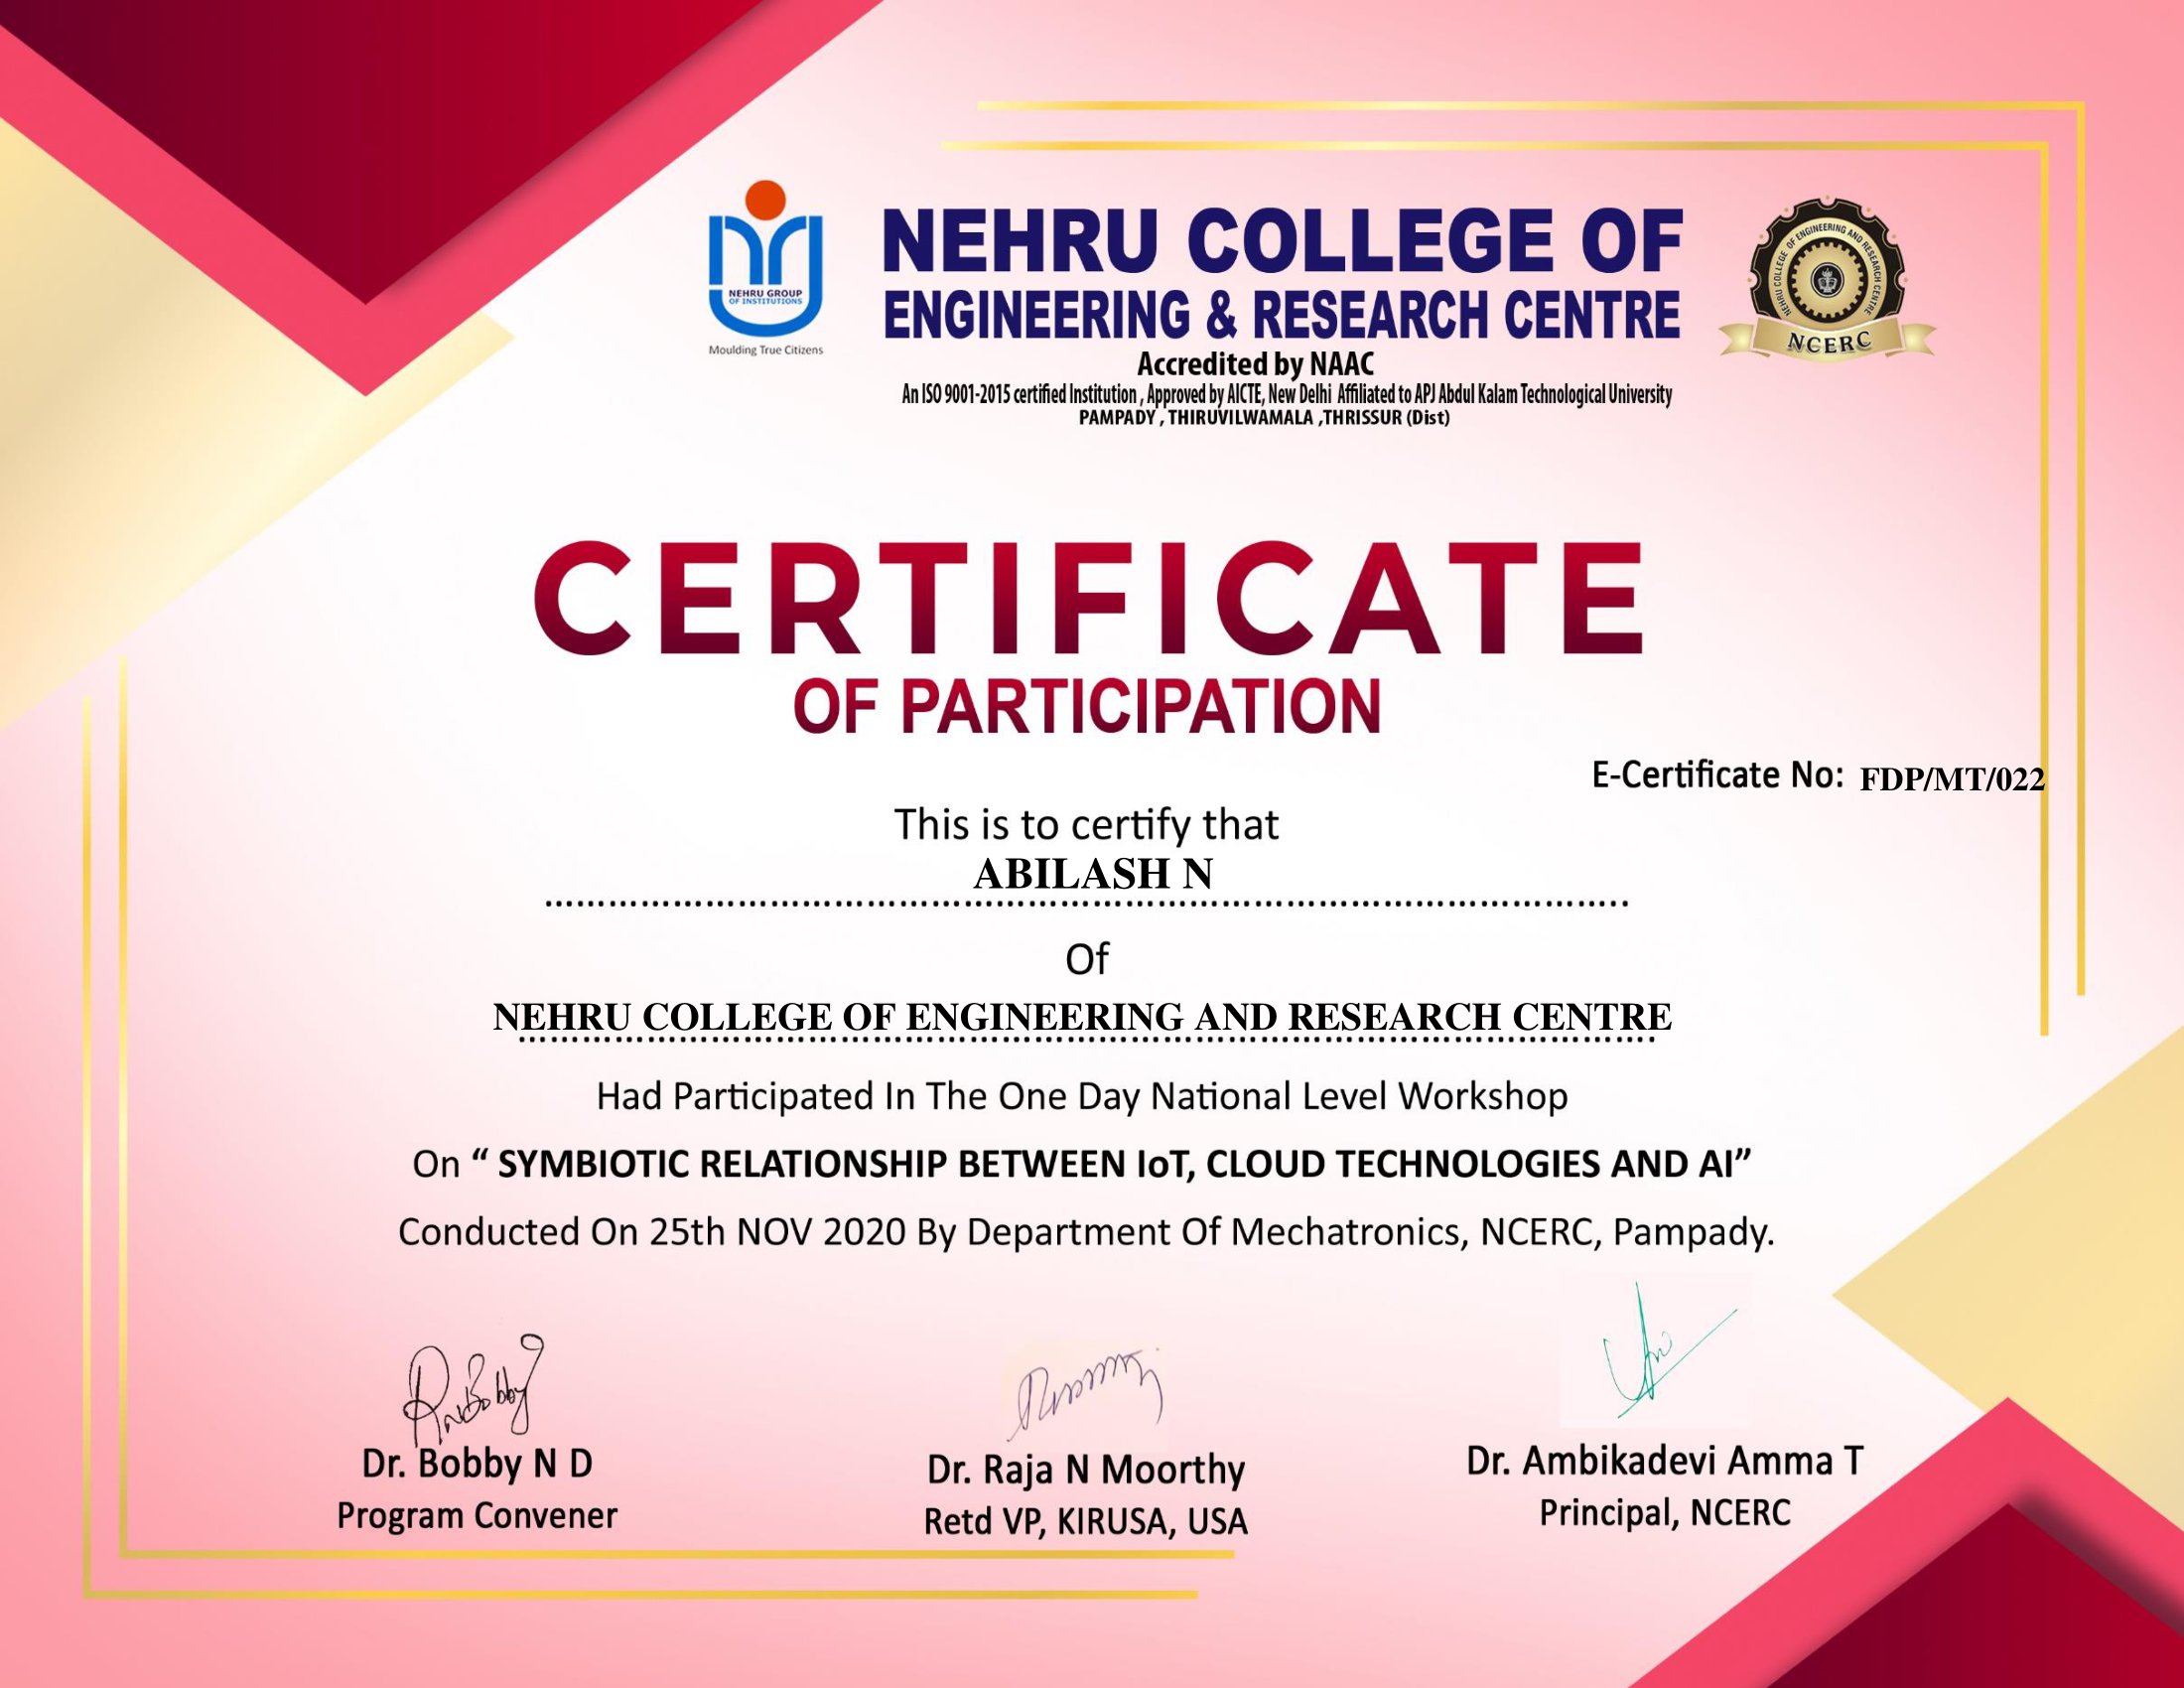 NEHRU GROUP
OF INSTITUTIONS
Moulding True Citizens
NEHRU COLLEGE OF
ENGINEERING & RESEARCH CENTRE
Accredited by NAAC
An ISO 9001-2015 certified Institution , Approved by AICTE, New Delhi Affiliated to APJ Abdul Kalam Technological University
PAMPADY , THIRUVILWAMALA ,THRISSUR (Dist)
NEHRU COLLEGE OF ENGINEERING AND RESEARCH CENTRE
NCERC
CERTIFICATE
OF PARTICIPATION
E-Certificate No: FDP/MT/022
This is to certify that
ABILASH N
Of
NEHRU COLLEGE OF ENGINEERING AND RESEARCH CENTRE
Had Participated In The One Day National Level Workshop
On “ SYMBIOTIC RELATIONSHIP BETWEEN IoT, CLOUD TECHNOLOGIES AND AI”
Conducted On 25th NOV 2020 By Department Of Mechatronics, NCERC, Pampady.
Dr. Bobby N D
Program Convener
Dr. Raja N Moorthy
Retd VP, KIRUSA, USA
Dr. Ambikadevi Amma T
Principal, NCERC